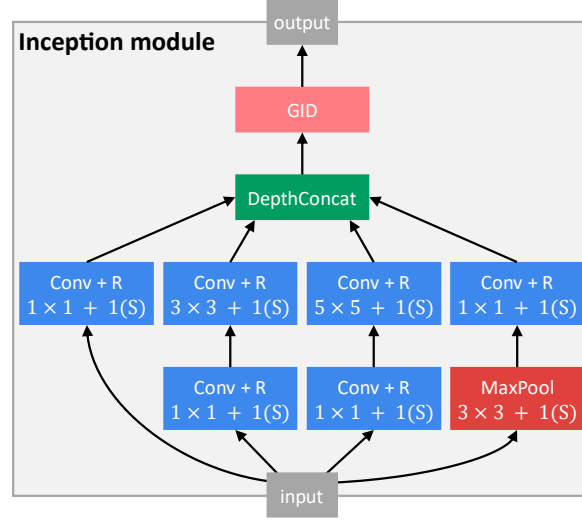 output
Inception module
GID
DepthConcat
Conv + R
1 × 1 + 1(S)
Conv + R
3 × 3 + 1(S)
Conv + R
5 × 5 + 1(S)
Conv + R
1 × 1 + 1(S)
Conv + R
1 × 1 + 1(S)
Conv + R
1 × 1 + 1(S)
MaxPool
3 × 3 + 1(S)
input